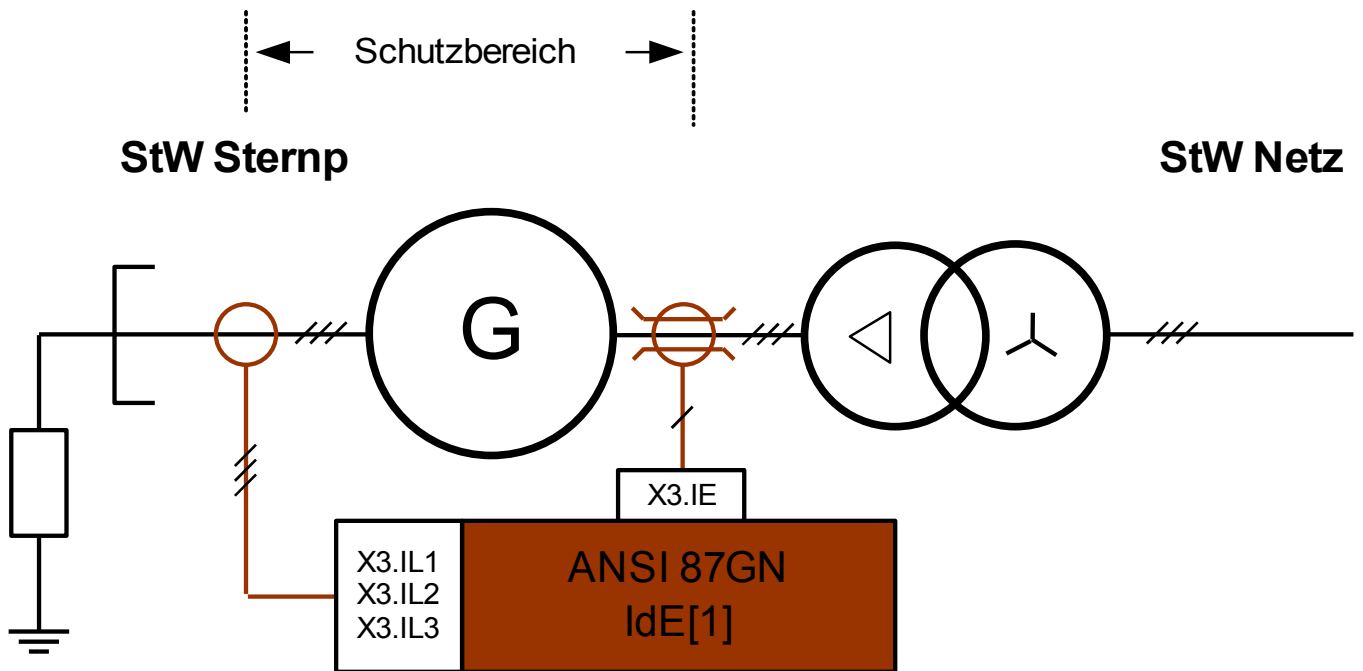 Schutzbereich
StW Sternp
StW Netz
G
X3.IE
X3.IL1
X3.IL2
X3.IL3
ANSI 87GN
IdE[1]